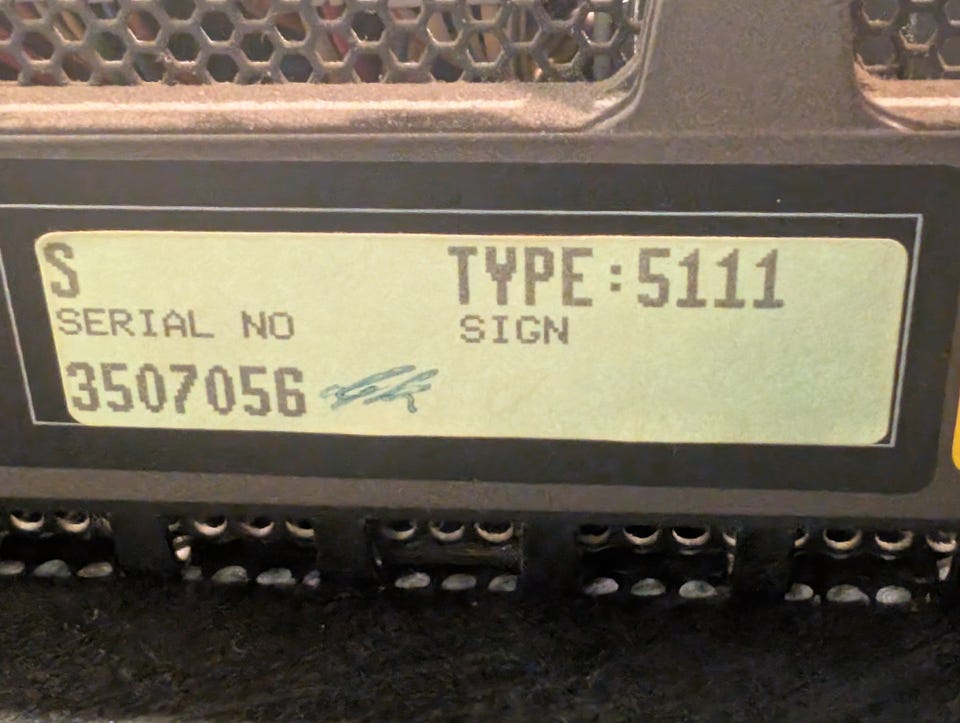 S TYPE:5111
SERIAL NO SIGN
3507056